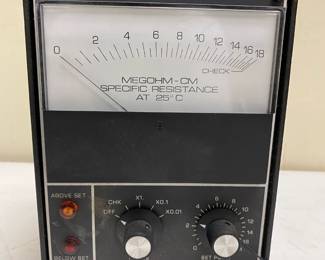 0 2 4 6 8 10 12 14 16 18
CHECK
MEGOHM-CM
SPECIFIC RESISTANCE
AT 25°C
ABOVE SET
BELOW SET
OFF CHK X1. X0.1 X0.01
0 2 4 6 8 10 12 14 16 18
SET